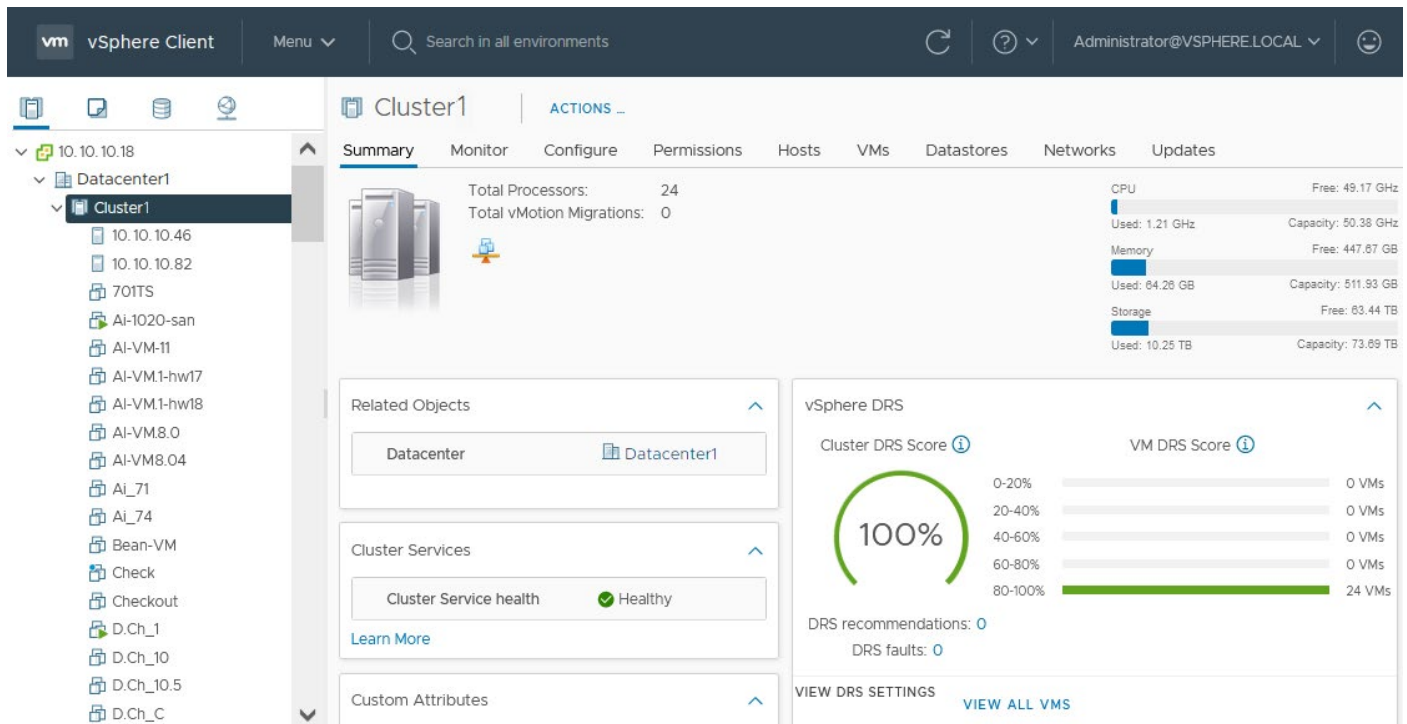 vm vSphere Client Menu Search in all environments Administrator@VSPHERE.LOCAL
Cluster1 ACTIONS
Summary Monitor Configure Permissions Hosts VMs Datastores Networks Updates
10.10.10.18
Datacenter1
Cluster1
10.10.10.46
10.10.10.82
701TS
Ai-1020-san
AI-VM-11
AI-VM.1-hw17
AI-VM.1-hw18
AI-VM.8.0
AI-VM8.04
Ai_71
Ai_74
Bean-VM
Check
Checkout
D.Ch_1
D.Ch_10
D.Ch_10.5
D.Ch_C
Total Processors: 24
Total vMotion Migrations: 0
CPU Free: 49.17 GHz
Used: 1.21 GHz Capacity: 50.38 GHz
Memory Free: 447.67 GB
Used: 64.26 GB Capacity: 511.93 GB
Storage Free: 63.44 TB
Used: 10.25 TB Capacity: 73.69 TB
Related Objects
Datacenter Datacenter1
Cluster Services
Cluster Service health Healthy
Learn More
Custom Attributes
vSphere DRS
Cluster DRS Score VM DRS Score
100%
0-20% 0 VMs
20-40% 0 VMs
40-60% 0 VMs
60-80% 0 VMs
80-100% 24 VMs
DRS recommendations: 0
DRS faults: 0
VIEW DRS SETTINGS VIEW ALL VMS